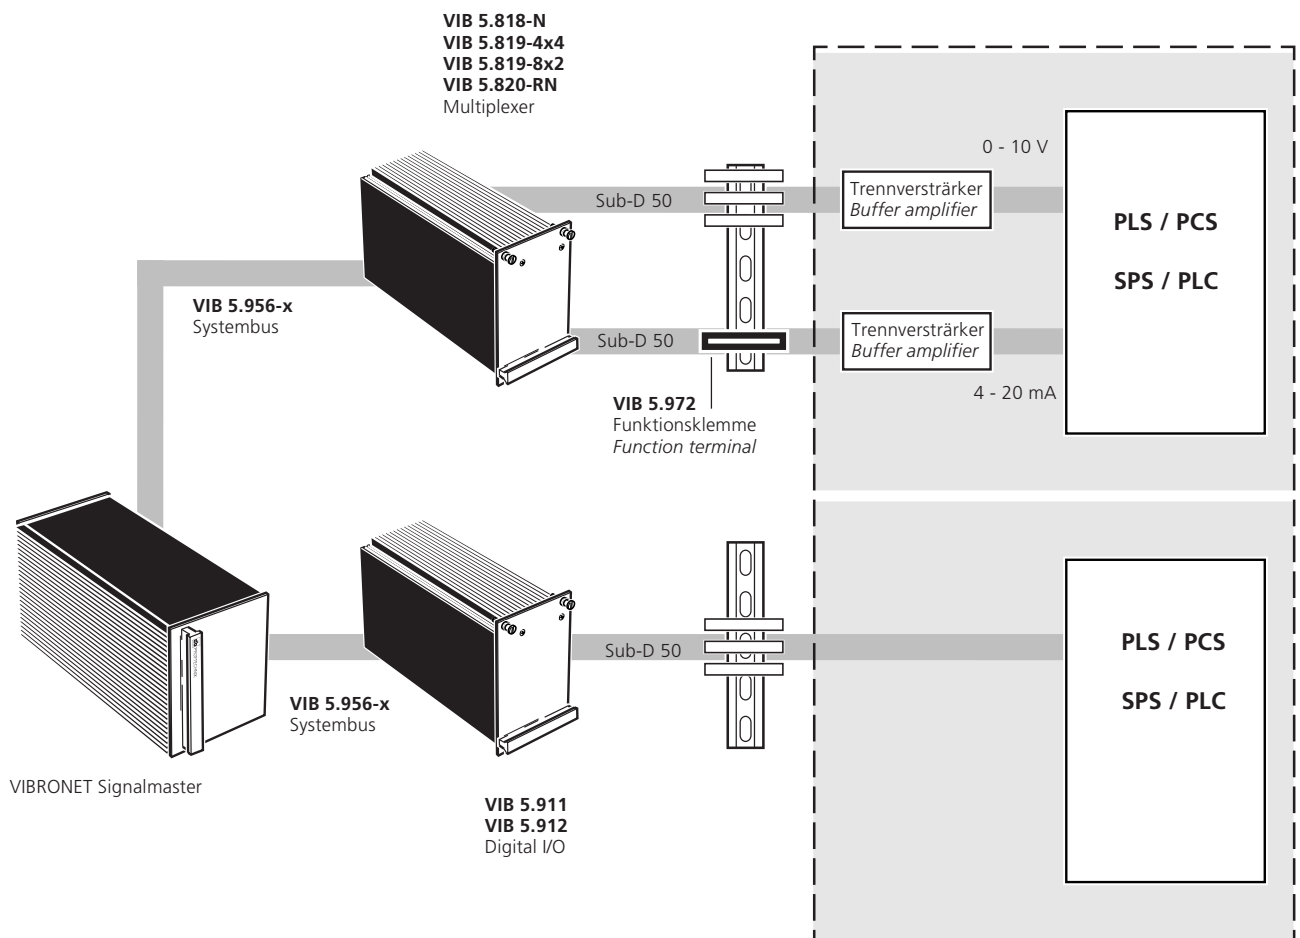 VIB 5.818-N
VIB 5.819-4x4
VIB 5.819-8x2
VIB 5.820-RN
Multiplexer
0 - 10 V
Sub-D 50
Trennversträrker
Buffer amplifier
PLS / PCS
SPS / PLC
VIB 5.956-x
Systembus
Sub-D 50
Trennversträrker
Buffer amplifier
4 - 20 mA
VIB 5.972
Funktionsklemme
Function terminal
Sub-D 50
PLS / PCS
SPS / PLC
VIB 5.956-x
Systembus
VIBRONET Signalmaster
VIB 5.911
VIB 5.912
Digital I/O